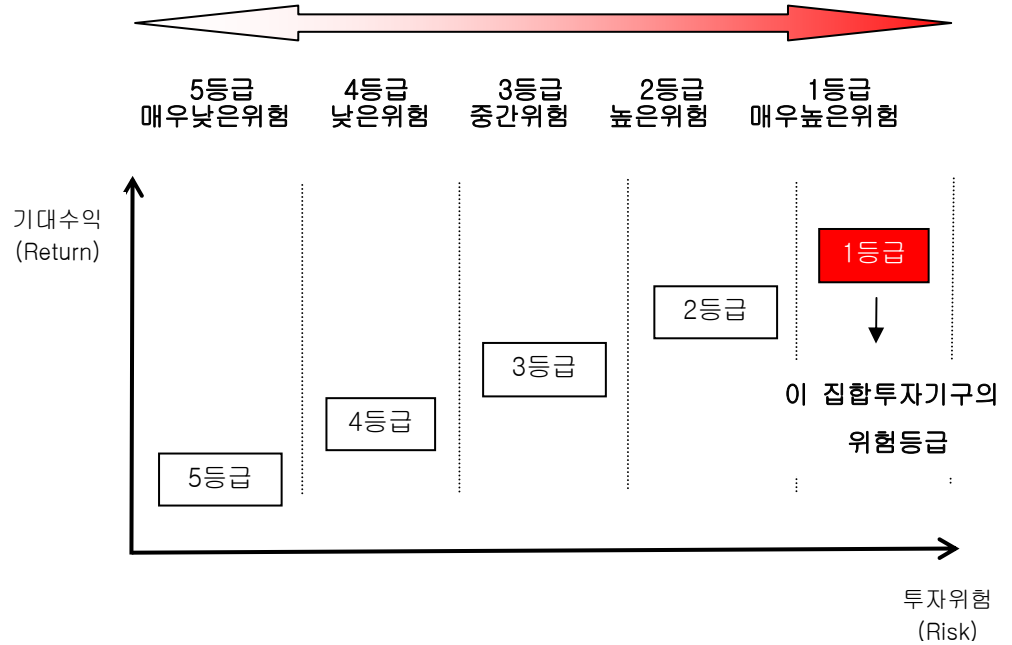 5등급
매우낮은위험
4등급
낮은위험
3등급
중간위험
2등급
높은위험
1등급
매우높은위험
기대수익
(Return)
1등급
2등급
3등급
4등급
5등급
이 집합투자기구의
위험등급
투자위험
(Risk)